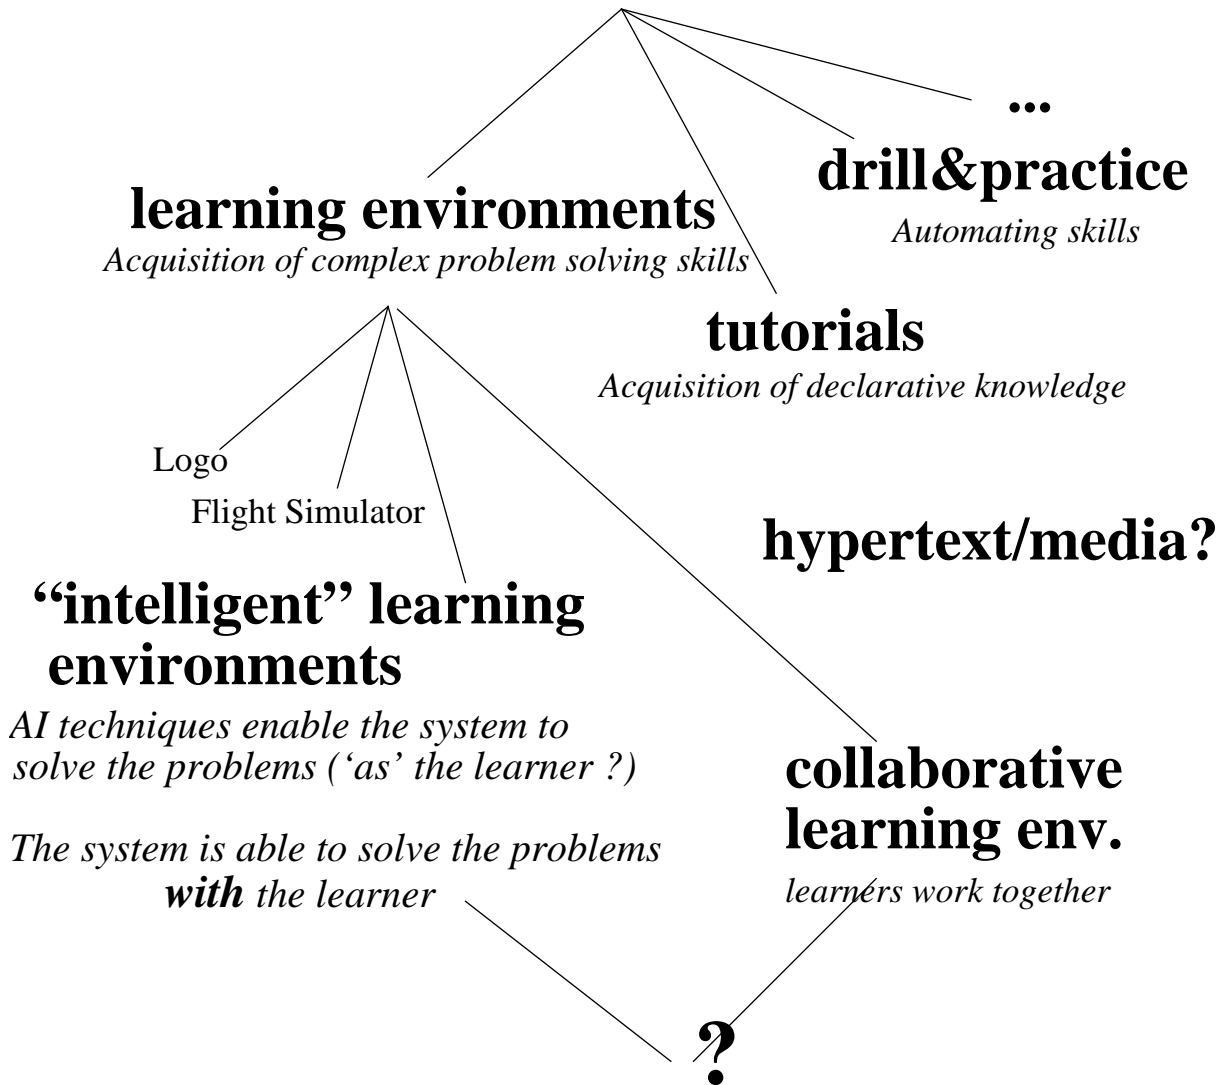 ...
drill&practice
Automating skills
learning environments
Acquisition of complex problem solving skills
tutorials
Acquisition of declarative knowledge
Logo
Flight Simulator
hypertext/media?
“intelligent” learning
environments
AI techniques enable the system to
solve the problems (‘as’ the learner ?)
The system is able to solve the problems
with the learner
collaborative
learning env.
learners work together
?